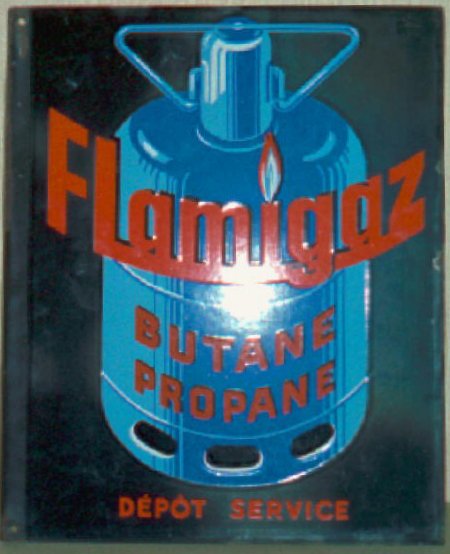 Flamigaz
BUTANE
PROPANE
DÉPÔT SERVICE